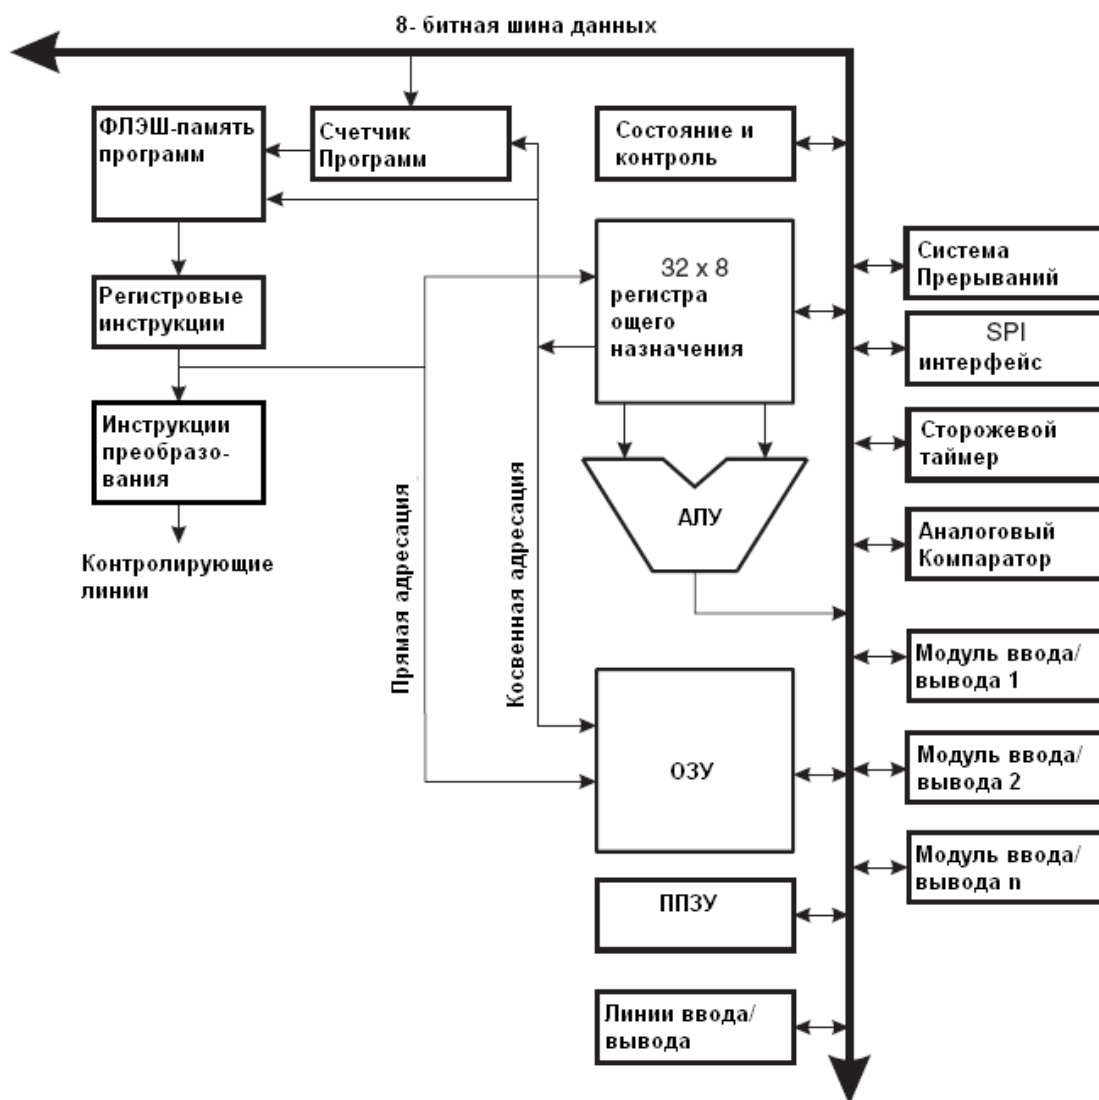 8- битная шина данных
ФЛЭШ-память
программ
Счетчик
Программ
Состояние и
контроль
Регистровые
инструкции
32 x 8
регистра
ощего
назначения
Система
Прерываний
SPI
интерфейс
Инструкции
преобразо-
вания
Сторожевой
таймер
Контролирующие
линии
Прямая адресация
Косвенная адресация
АЛУ
Аналоговый
Компаратор
Модуль ввода/
вывода 1
ОЗУ
Модуль ввода/
вывода 2
Модуль ввода/
вывода n
ППЗУ
Линии ввода/
вывода